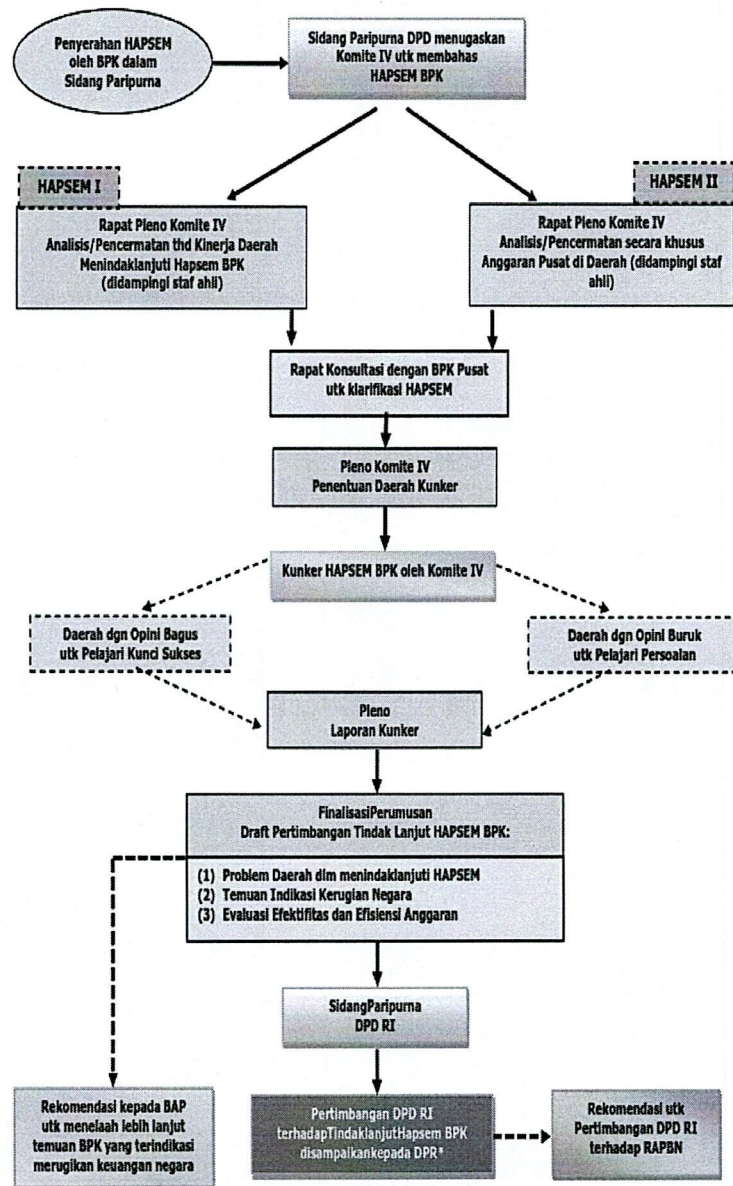 Penyerahan HAPSEM
oleh BPK dalam
Sidang Paripurna
Sidang Paripurna DPD menugaskan
Komite IV utk membahas
HAPSEM BPK
HAPSEM I
Rapat Pleno Komite IV
Analisis/Pencermatan thd Kinerja Daerah
Menindaklanjuti Hapsem BPK
(didampingi staf ahli)
HAPSEM II
Rapat Pleno Komite IV
Analisis/Pencermatan secara khusus
Anggaran Pusat di Daerah (didampingi staf
ahli)
Rapat Konsultasi dengan BPK Pusat
utk klarifikasi HAPSEM
Pleno Komite IV
Penentuan Daerah Kunker
Kunker HAPSEM BPK oleh Komite IV
Daerah dgn Opini Bagus
utk Pelajari Kunci Sukses
Daerah dgn Opini Buruk
utk Pelajari Persoalan
Pleno
Laporan Kunker
FinalisasiPerumusan
Draft Pertimbangan Tindak Lanjut HAPSEM BPK:
(1) Problem Daerah dlm menindaklanjuti HAPSEM
(2) Temuan Indikasi Kerugian Negara
(3) Evaluasi Efektifitas dan Efisiensi Anggaran
SidangParipurna
DPD RI
Rekomendasi kepada BAP
utk menelaah lebih lanjut
temuan BPK yang terindikasi
merugikan keuangan negara
Pertimbangan DPD RI
terhadapTindaklanjutHapsem BPK
disampaikankepada DPR*
Rekomendasi utk
Pertimbangan DPD RI
terhadap RAPBN